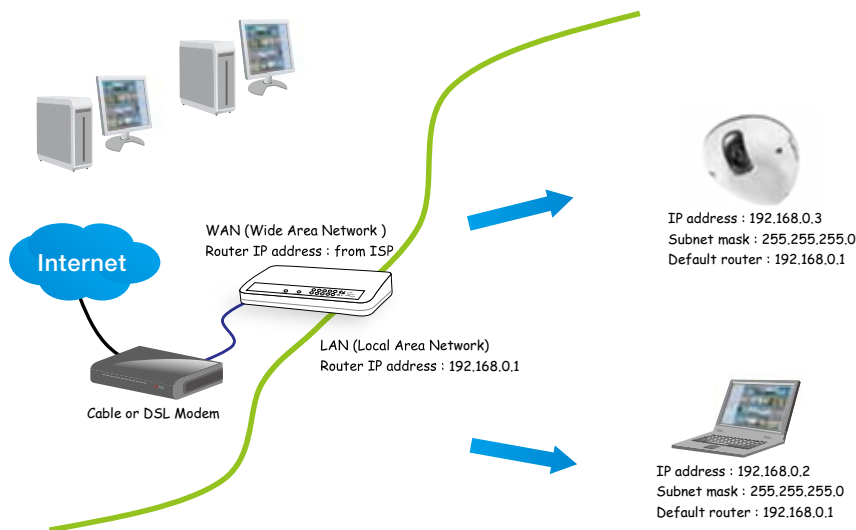 WAN (Wide Area Network )
Router IP address : from ISP
Internet
LAN (Local Area Network)
Router IP address : 192.168.0.1
Cable or DSL Modem
IP address : 192.168.0.3
Subnet mask : 255.255.255.0
Default router : 192.168.0.1
IP address : 192.168.0.2
Subnet mask : 255.255.255.0
Default router : 192.168.0.1